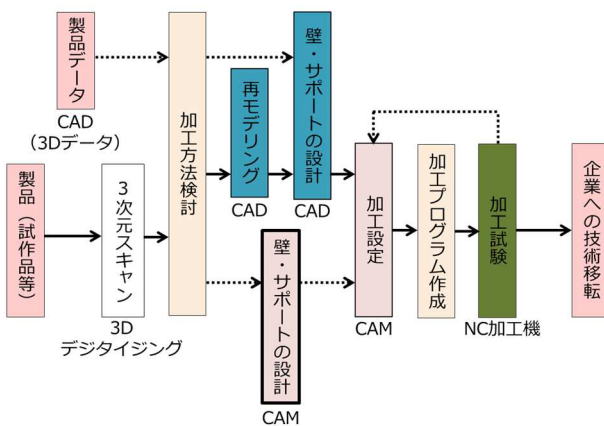 製品データ
CAD
（3Dデータ）
製品（試作品等）
3次元スキャン
3D
デジタイジング
加工方法検討
再モデリング
CAD
壁・サポートの設計
CAD
壁・サポートの設計
CAM
加工設定
CAM
加工プログラム作成
加工試験
NC加工機
企業への技術移転